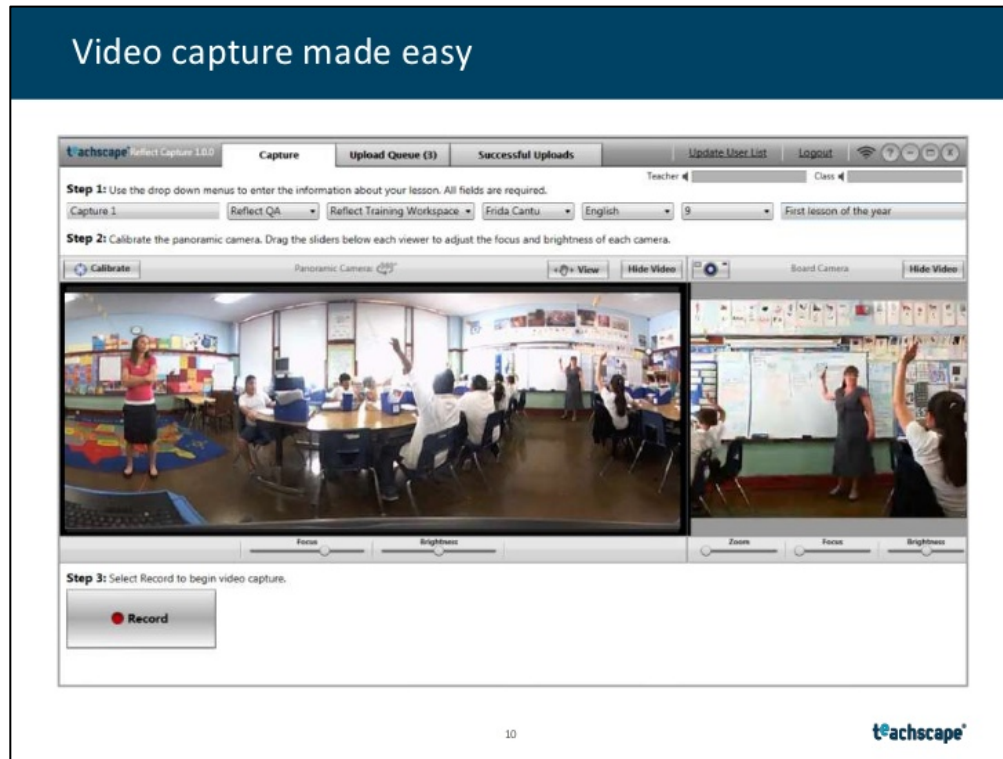 Video capture made easy
teachscape Reflect Capture 1.0.0 Capture Upload Queue (3) Successful Uploads Update User List Logout ?
Teacher Class
Step 1: Use the drop down menus to enter the information about your lesson. All fields are required.
Capture 1 Reflect QA Reflect Training Workspace Frida Cantu English 9 First lesson of the year
Step 2: Calibrate the panoramic camera. Drag the sliders below each viewer to adjust the focus and brightness of each camera.
Calibrate Panoramic Camera: View Hide Video Board Camera Hide Video
Focus Brightness Zoom Focus Brightness
Step 3: Select Record to begin video capture.
Record
10
teachscape